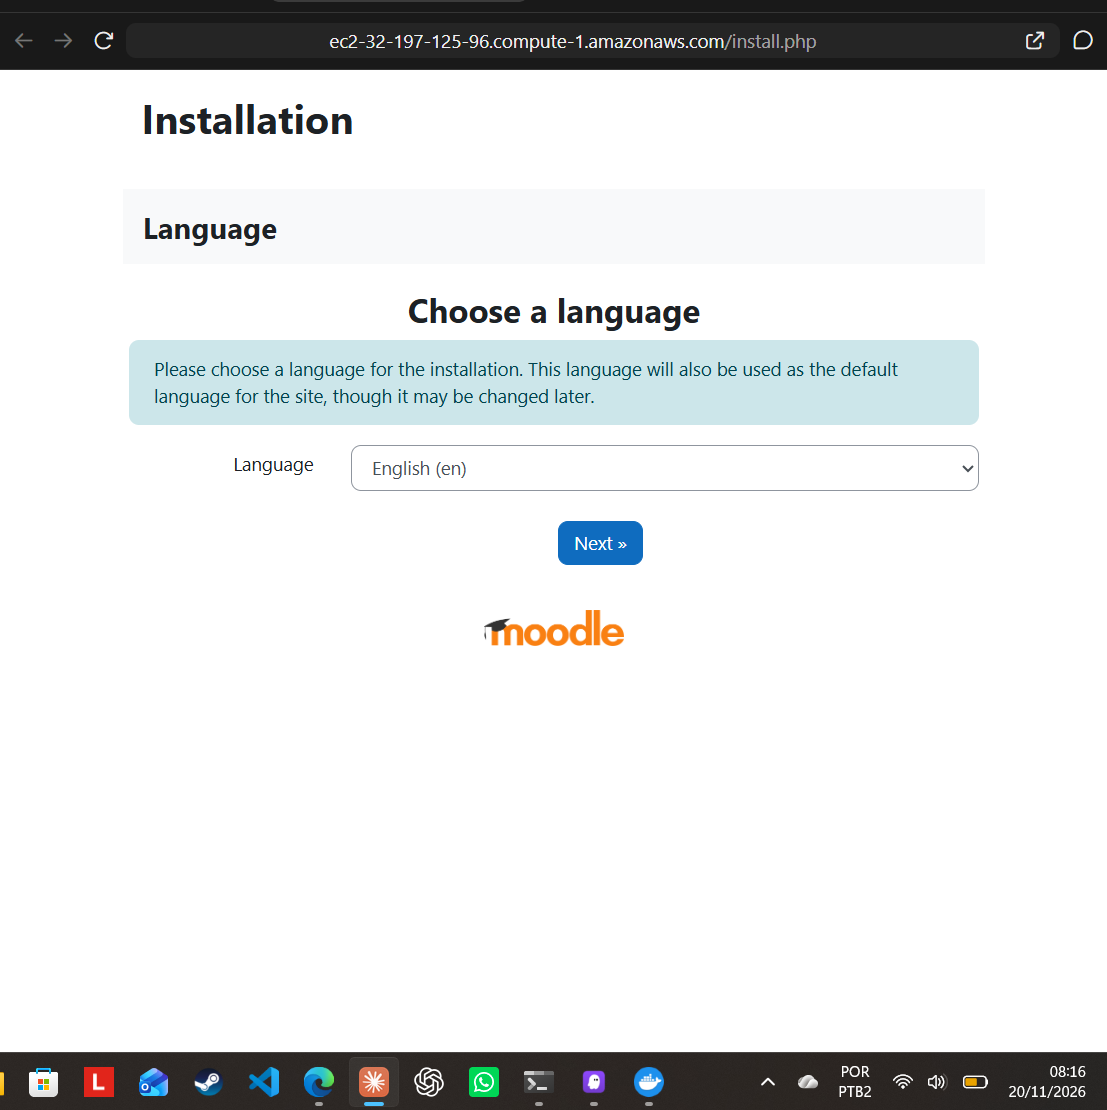 ec2-32-197-125-96.compute-1.amazonaws.com/install.php
Installation
Language
Choose a language
Please choose a language for the installation. This language will also be used as the default
language for the site, though it may be changed later.
Language
English (en)
Next »
moodle
L
POR
PTB2
08:16
20/11/2026